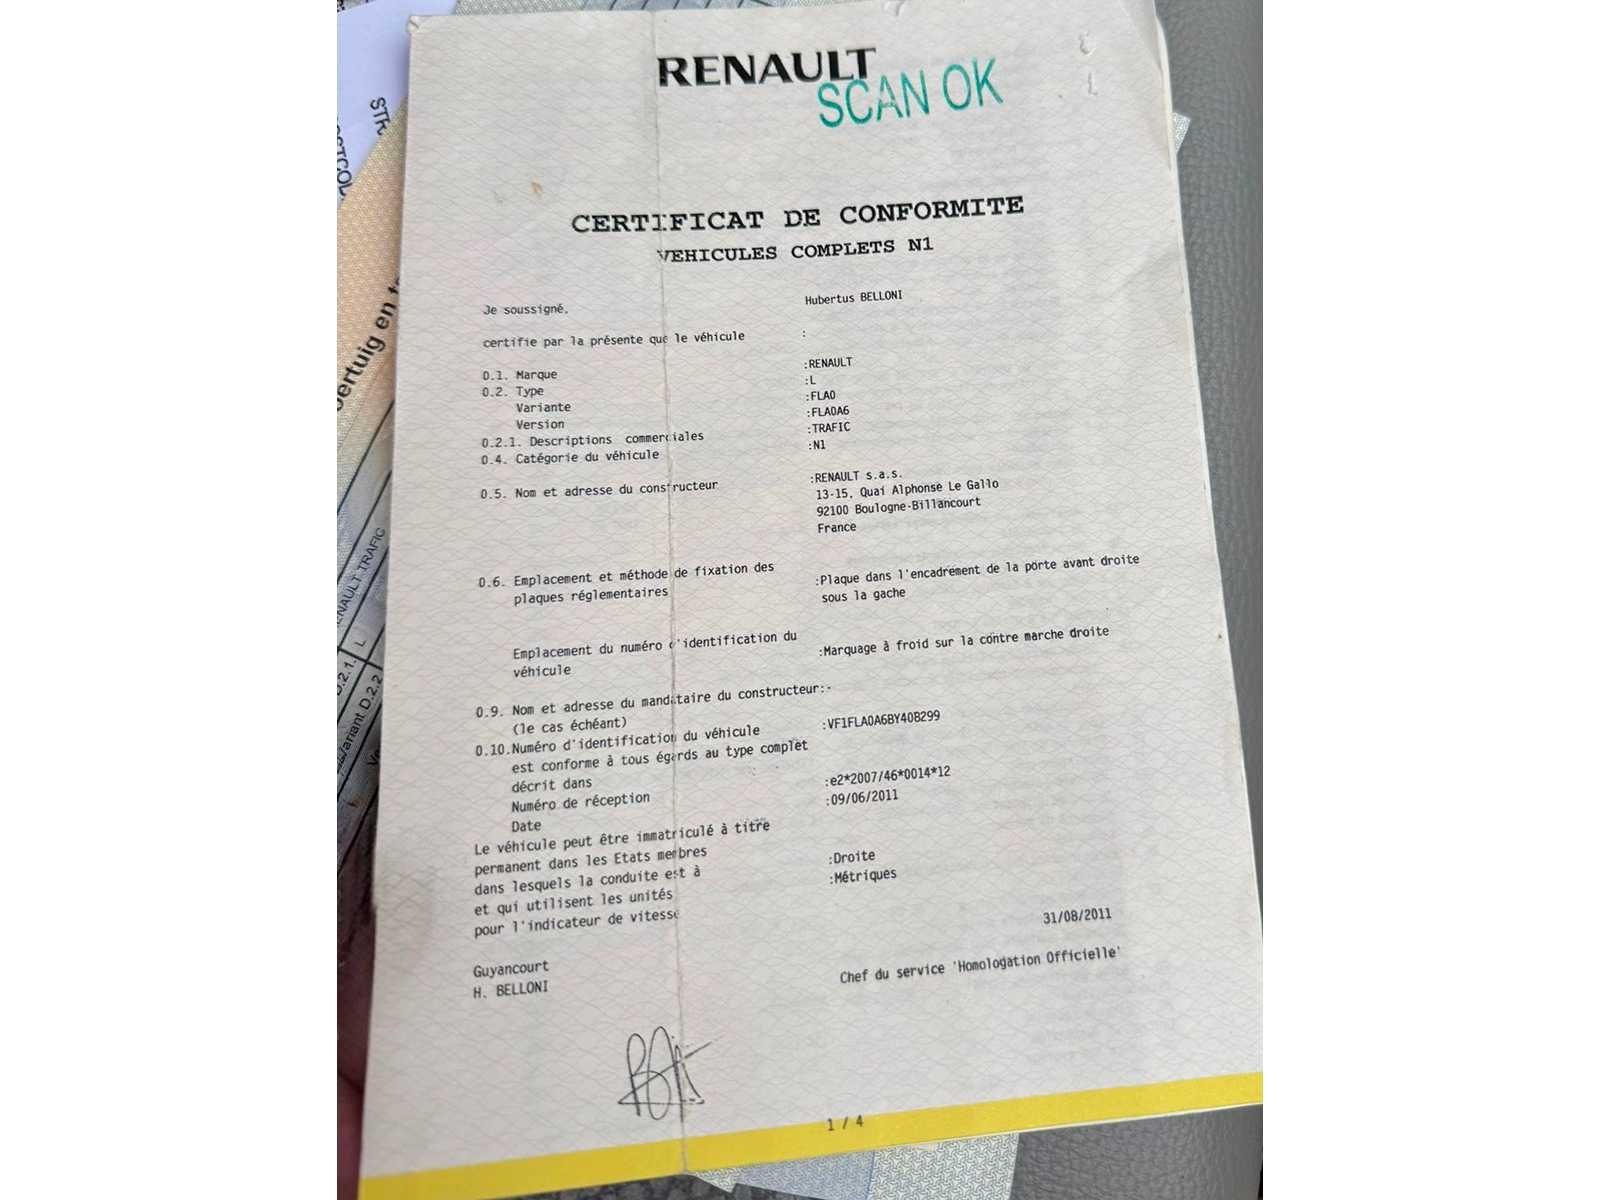 RENAULT
SCAN OK
CERTIFICAT DE CONFORMITE
VEHICULES COMPLETS N1
Je soussigné, Hubertus BELLONI
certifie par la présente que le véhicule :
0.1. Marque :RENAULT
0.2. Type :L
Variante :FLA0
Version :FLA0A6
0.2.1. Descriptions commerciales :TRAFIC
0.4. Catégorie du véhicule :N1
0.5. Nom et adresse du constructeur :RENAULT s.a.s.
13-15, Quai Alphonse Le Gallo
92100 Boulogne-Billancourt
France
0.6. Emplacement et méthode de fixation des :Plaque dans l'encadrement de la porte avant droite
plaques réglementaires sous la gache
Emplacement du numéro d'identification du :Marquage à froid sur la contre marche droite
véhicule
0.9. Nom et adresse du mandataire du constructeur:-
(le cas échéant)
0.10.Numéro d'identification du véhicule :VF1FLA0A6BY408299
est conforme à tous égards au type complet
décrit dans
Numéro de réception :e2*2007/46*0014*12
Date :09/06/2011
Le véhicule peut être immatriculé à titre
permanent dans les Etats membres
dans lesquels la conduite est à :Droite
et qui utilisent les unités :Métriques
pour l'indicateur de vitesse
31/08/2011
Guyancourt
H. BELLONI
Chef du service 'Homologation Officielle'
1 / 4
RENAULT TRAFIC
D.2.1. L
Variant D.2.2